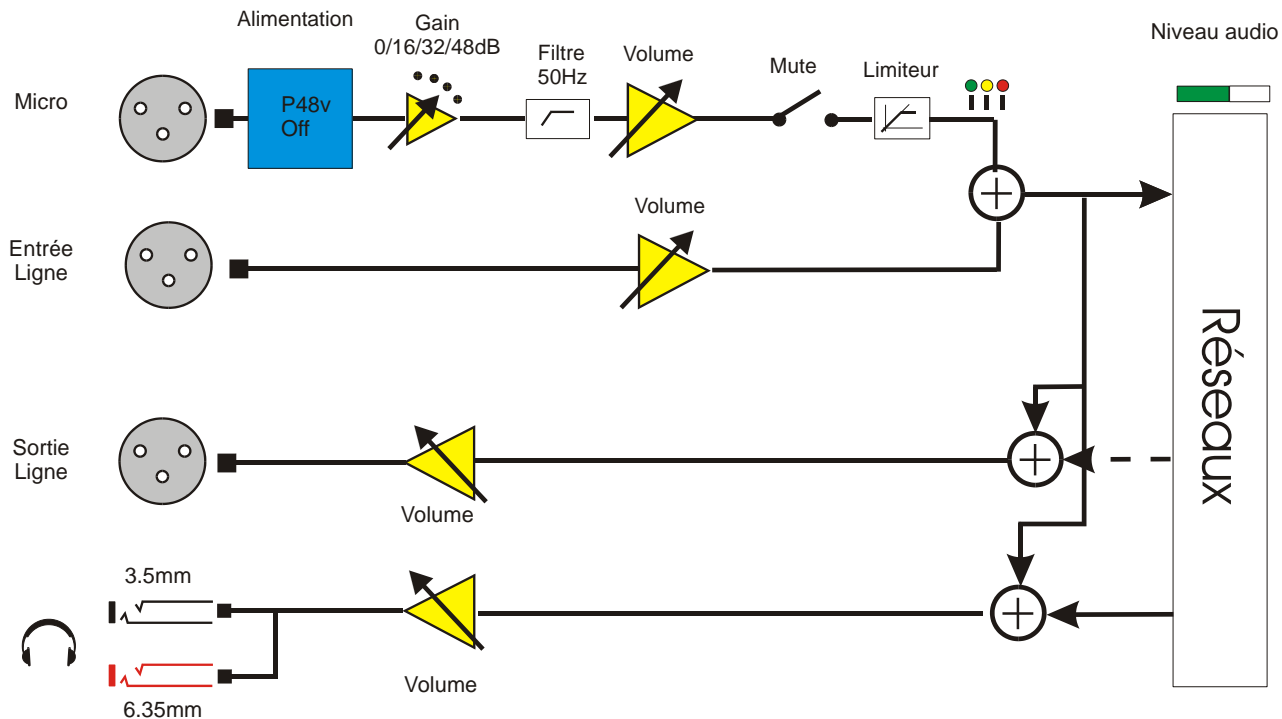 Alimentation
Gain
0/16/32/48dB
Filtre
50Hz
Volume
Mute
Limiteur
Niveau audio
Micro
P48v
Off
Entrée
Ligne
Volume
Réseaux
Sortie
Ligne
Volume
3.5mm
6.35mm
Volume